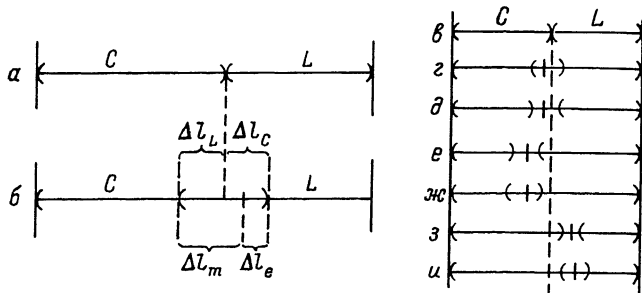 а C L
Δl_L Δl_C
б C L
Δl_m Δl_e
в C L
г
д
е
ж
з
и